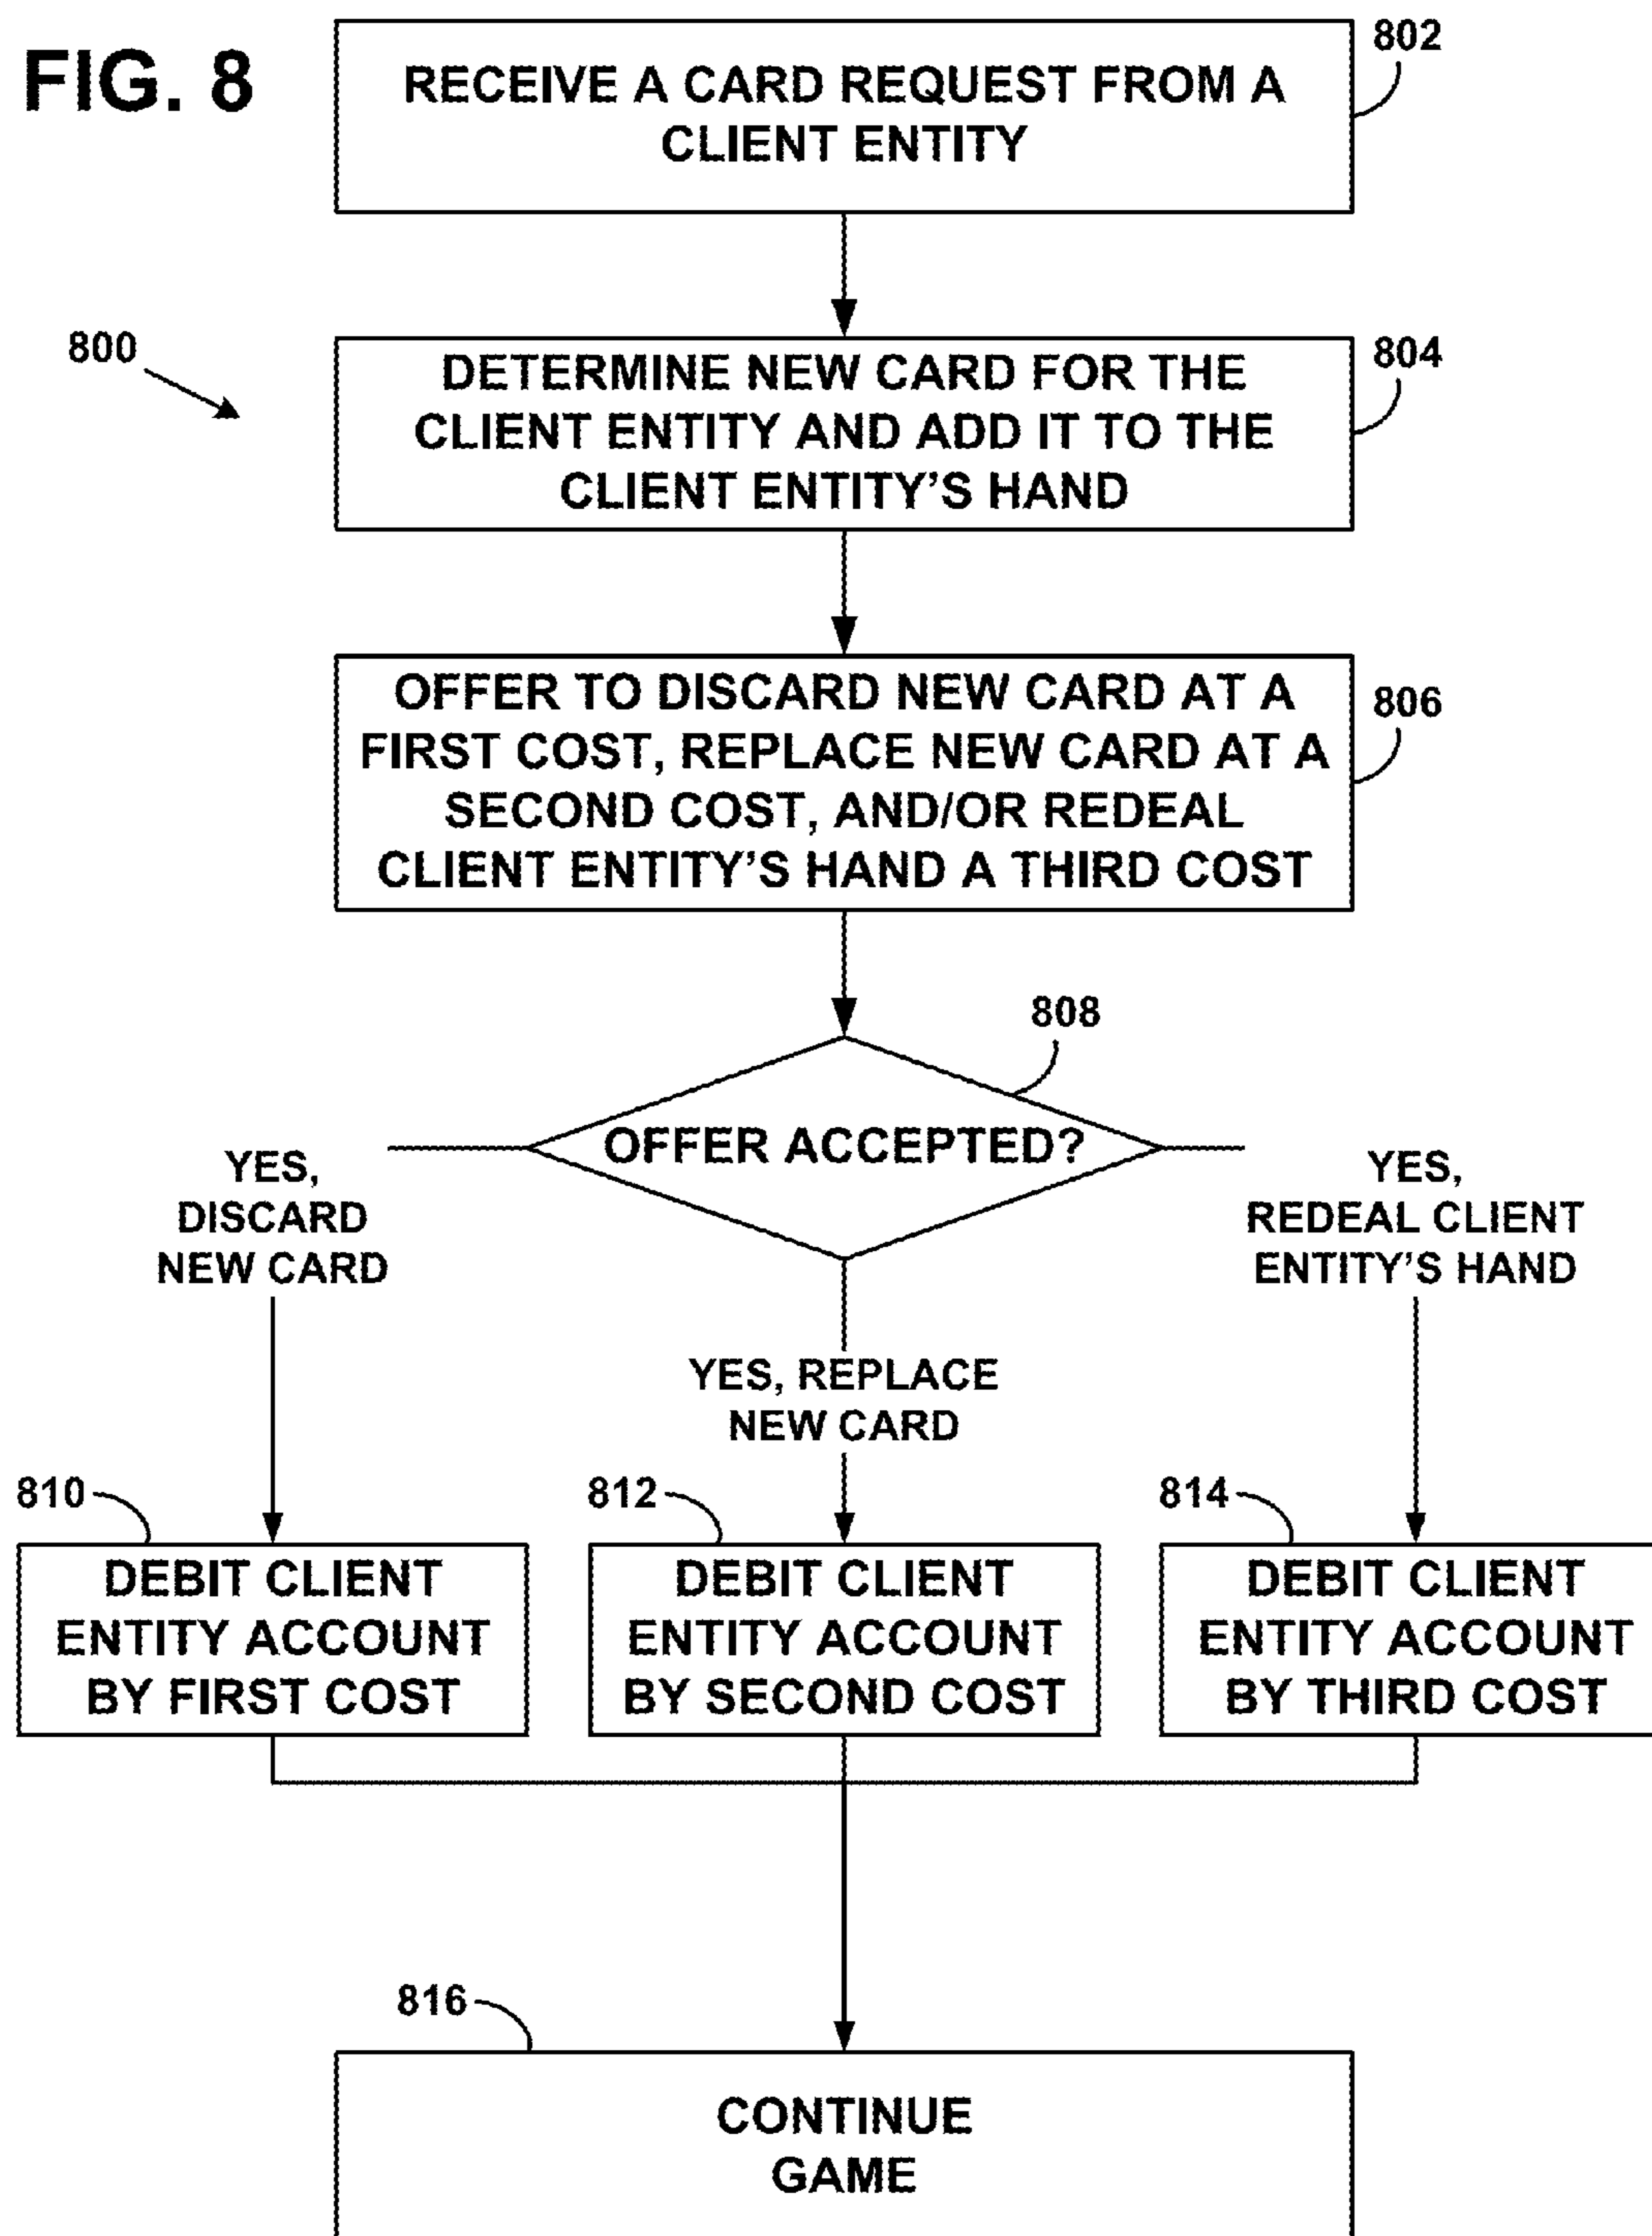 FIG. 8
RECEIVE A CARD REQUEST FROM A
CLIENT ENTITY
802
800
DETERMINE NEW CARD FOR THE
CLIENT ENTITY AND ADD IT TO THE
CLIENT ENTITY'S HAND
804
OFFER TO DISCARD NEW CARD AT A
FIRST COST, REPLACE NEW CARD AT A
SECOND COST, AND/OR REDEAL
CLIENT ENTITY'S HAND A THIRD COST
806
808
OFFER ACCEPTED?
YES,
DISCARD
NEW CARD
YES, REPLACE
NEW CARD
YES,
REDEAL CLIENT
ENTITY'S HAND
810
DEBIT CLIENT
ENTITY ACCOUNT
BY FIRST COST
812
DEBIT CLIENT
ENTITY ACCOUNT
BY SECOND COST
814
DEBIT CLIENT
ENTITY ACCOUNT
BY THIRD COST
816
CONTINUE
GAME